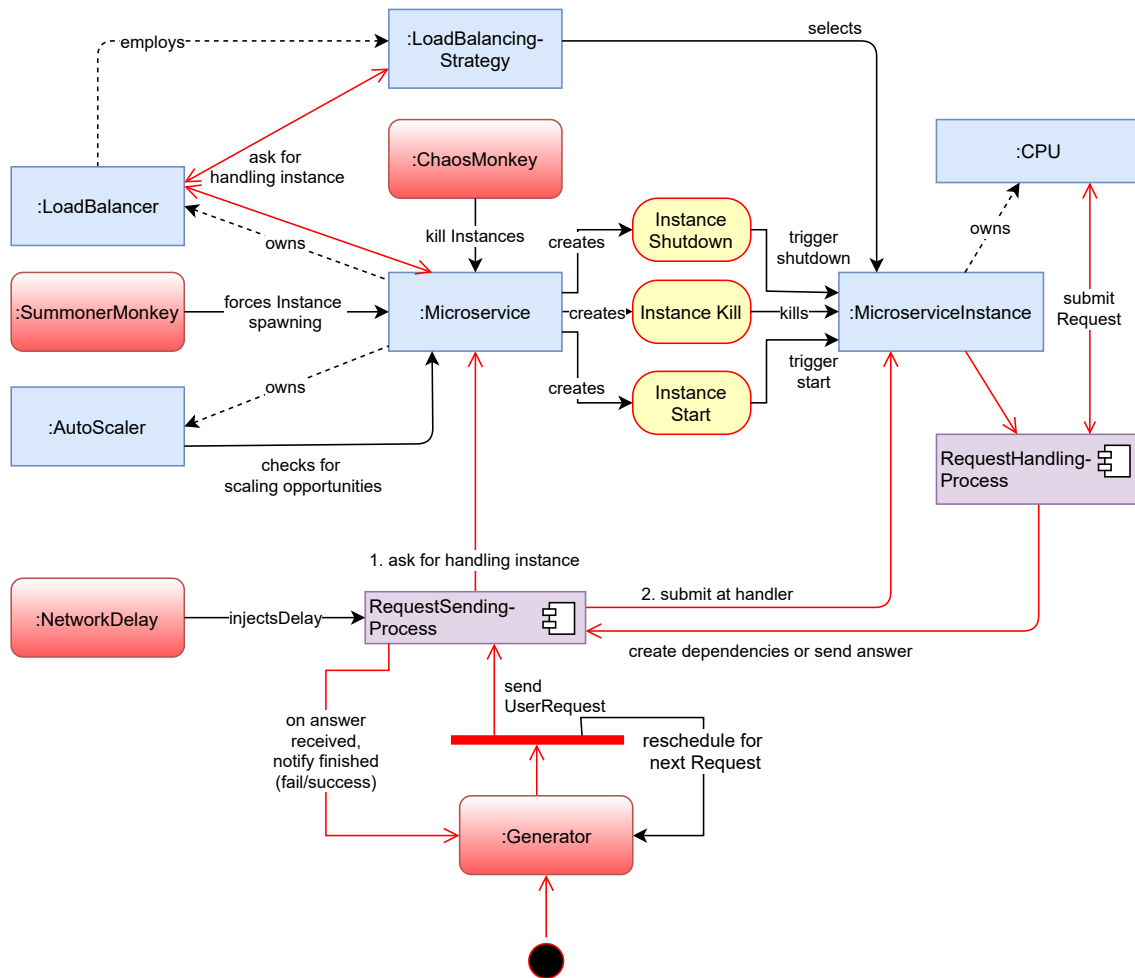 employs
:LoadBalancing-
Strategy
selects
:ChaosMonkey
:CPU
ask for
handling instance
:LoadBalancer
owns
kill Instances
creates
Instance
Shutdown
trigger
shutdown
owns
:SummonerMonkey
forces Instance
spawning
:Microservice
creates
Instance Kill
kills
:MicroserviceInstance
submit
Request
owns
creates
Instance
Start
trigger
start
:AutoScaler
checks for
scaling opportunities
RequestHandling-
Process
1. ask for handling instance
:NetworkDelay
injectsDelay
RequestSending-
Process
2. submit at handler
create dependencies or send answer
send
UserRequest
on answer
received,
notify finished
(fail/success)
reschedule for
next Request
:Generator